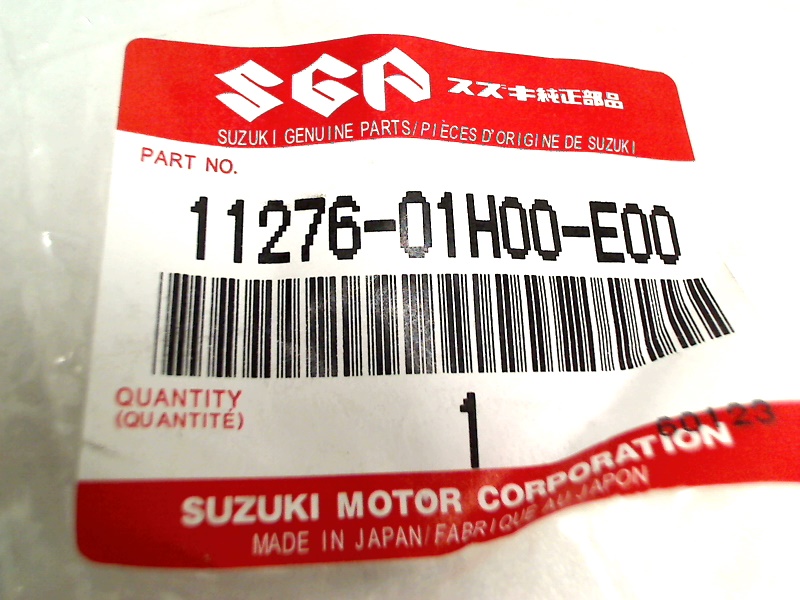 SGP スズキ純正部品
SUZUKI GENUINE PARTS/PIÈCES D'ORIGINE DE SUZUKI
PART NO.
11276-01H00-E00
QUANTITY
(QUANTITÉ)
1
60123
SUZUKI MOTOR CORPORATION
MADE IN JAPAN/FABRIQUE AU JAPON